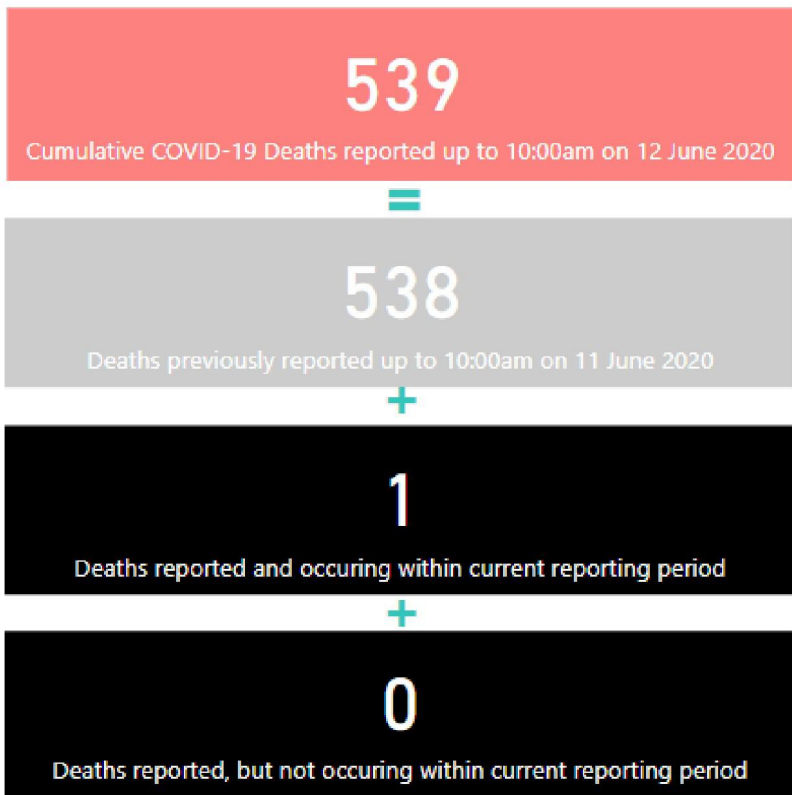 539
Cumulative COVID-19 Deaths reported up to 10:00am on 12 June 2020
=
538
Deaths previously reported up to 10:00am on 11 June 2020
+
1
Deaths reported and occuring within current reporting period
+
0
Deaths reported, but not occuring within current reporting period